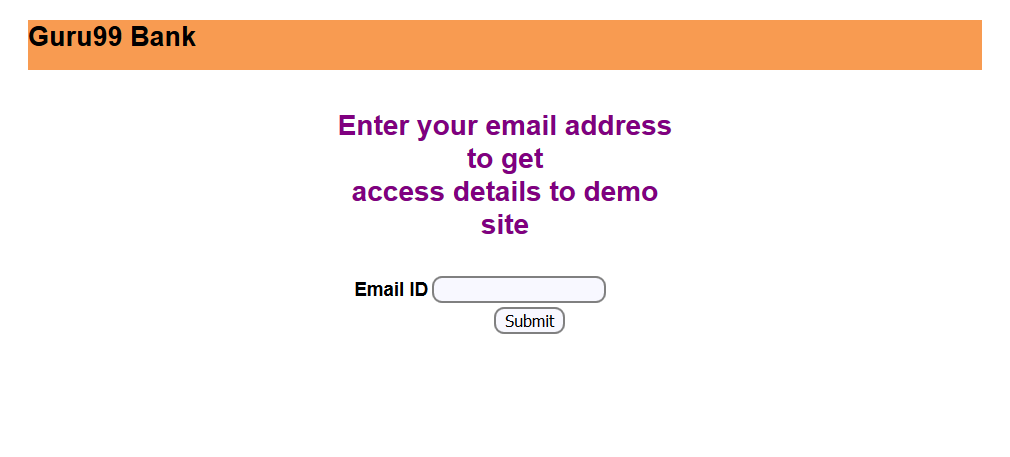 Guru99 Bank
Enter your email address
to get
access details to demo
site
Email ID
Submit